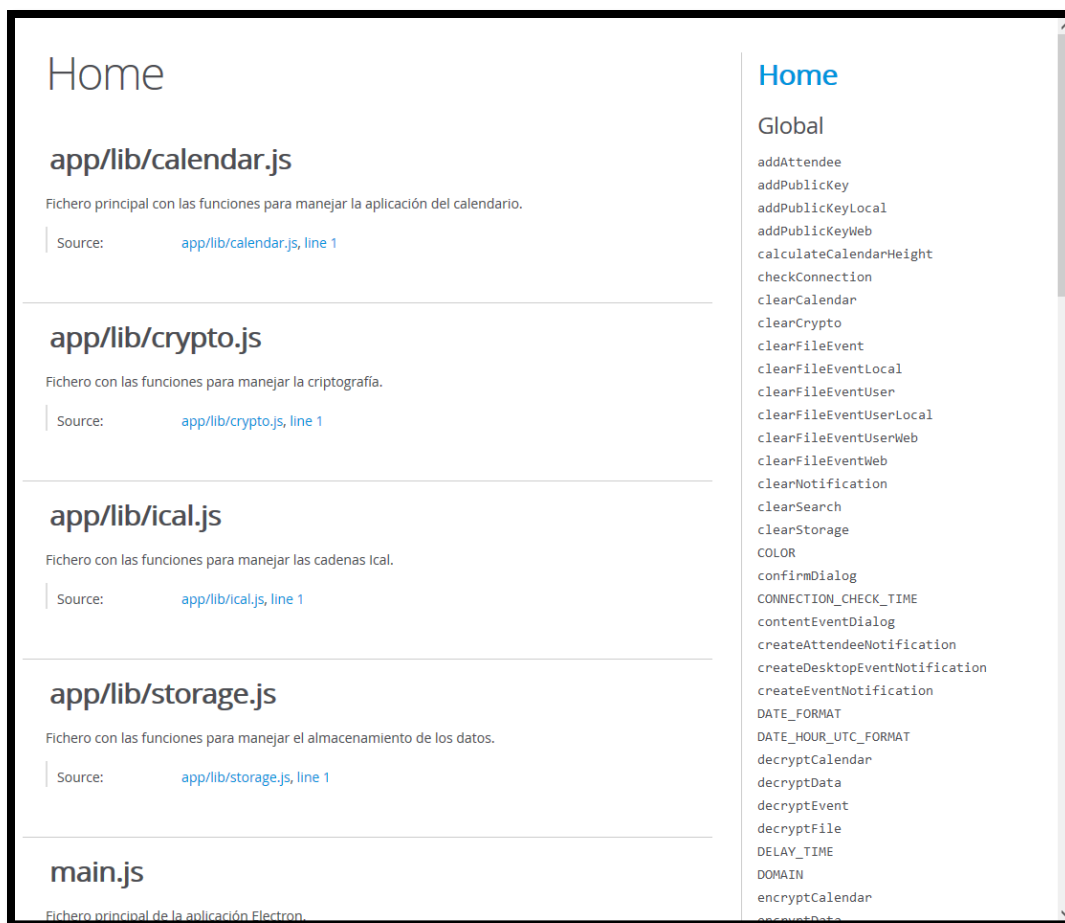 Home
app/lib/calendar.js
Fichero principal con las funciones para manejar la aplicación del calendario.
Source: app/lib/calendar.js, line 1
app/lib/crypto.js
Fichero con las funciones para manejar la criptografía.
Source: app/lib/crypto.js, line 1
app/lib/ical.js
Fichero con las funciones para manejar las cadenas Ical.
Source: app/lib/ical.js, line 1
app/lib/storage.js
Fichero con las funciones para manejar el almacenamiento de los datos.
Source: app/lib/storage.js, line 1
main.js
Fichero principal de la aplicación Electron.
Home
Global
addAttendee
addPublicKey
addPublicKeyLocal
addPublicKeyWeb
calculateCalendarHeight
checkConnection
clearCalendar
clearCrypto
clearFileEvent
clearFileEventLocal
clearFileEventUser
clearFileEventUserLocal
clearFileEventUserWeb
clearFileEventWeb
clearNotification
clearSearch
clearStorage
COLOR
confirmDialog
CONNECTION_CHECK_TIME
contentEventDialog
createAttendeeNotification
createDesktopEventNotification
createEventNotification
DATE_FORMAT
DATE_HOUR_UTC_FORMAT
decryptCalendar
decryptData
decryptEvent
decryptFile
DELAY_TIME
DOMAIN
encryptCalendar
encryptData